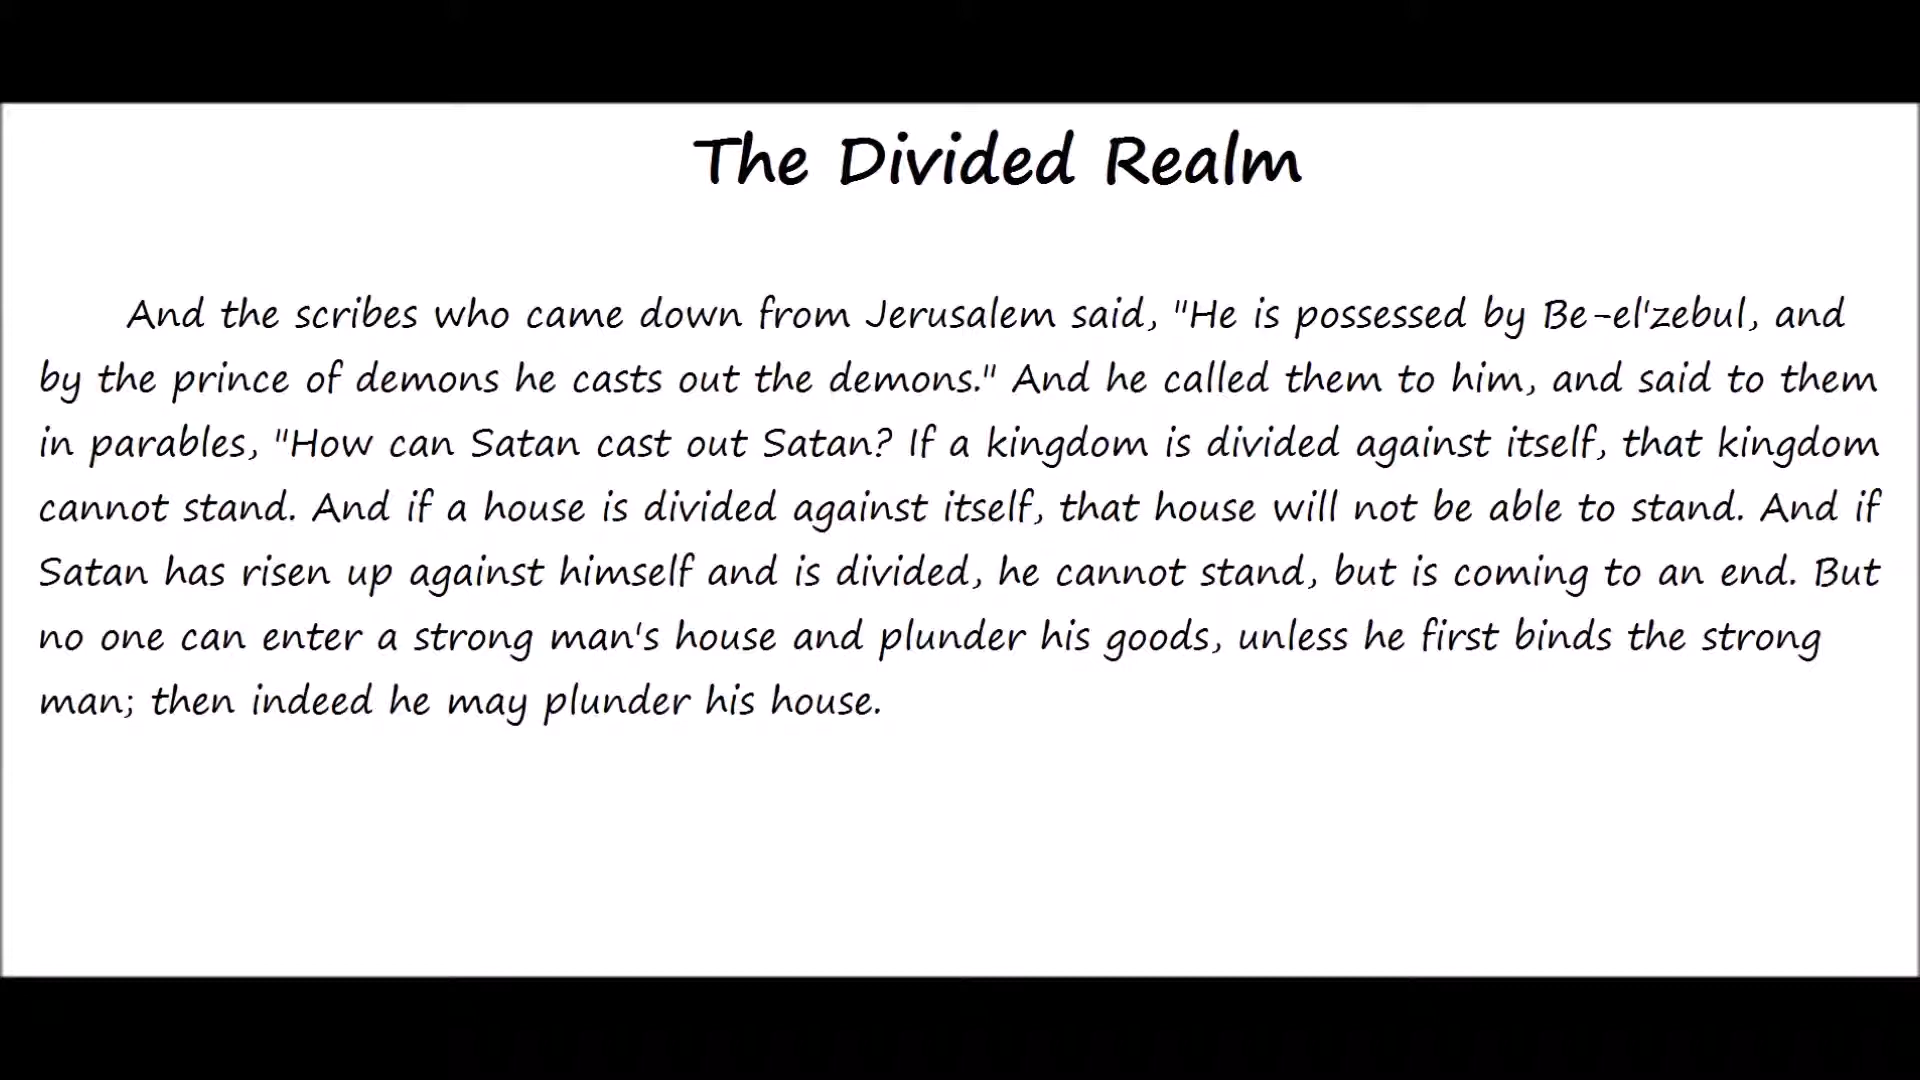 The Divided Realm
And the scribes who came down from Jerusalem said, "He is possessed by Be-el'zebul, and
by the prince of demons he casts out the demons." And he called them to him, and said to them
in parables, "How can Satan cast out Satan? If a kingdom is divided against itself, that kingdom
cannot stand. And if a house is divided against itself, that house will not be able to stand. And if
Satan has risen up against himself and is divided, he cannot stand, but is coming to an end. But
no one can enter a strong man's house and plunder his goods, unless he first binds the strong
man; then indeed he may plunder his house.